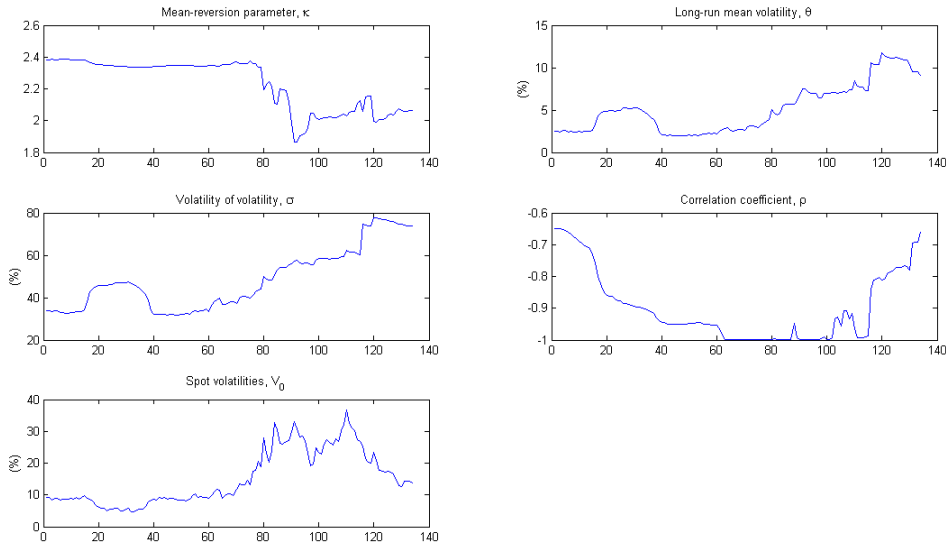 Mean-reversion parameter, κ
2.6
2.4
2.2
2
1.8
0 20 40 60 80 100 120 140
Long-run mean volatility, θ
(%)
15
10
5
0
0 20 40 60 80 100 120 140
Volatility of volatility, σ
(%)
80
60
40
20
0 20 40 60 80 100 120 140
Correlation coefficient, ρ
-0.6
-0.7
-0.8
-0.9
-1
0 20 40 60 80 100 120 140
Spot volatilities, V0
(%)
40
30
20
10
0
0 20 40 60 80 100 120 140